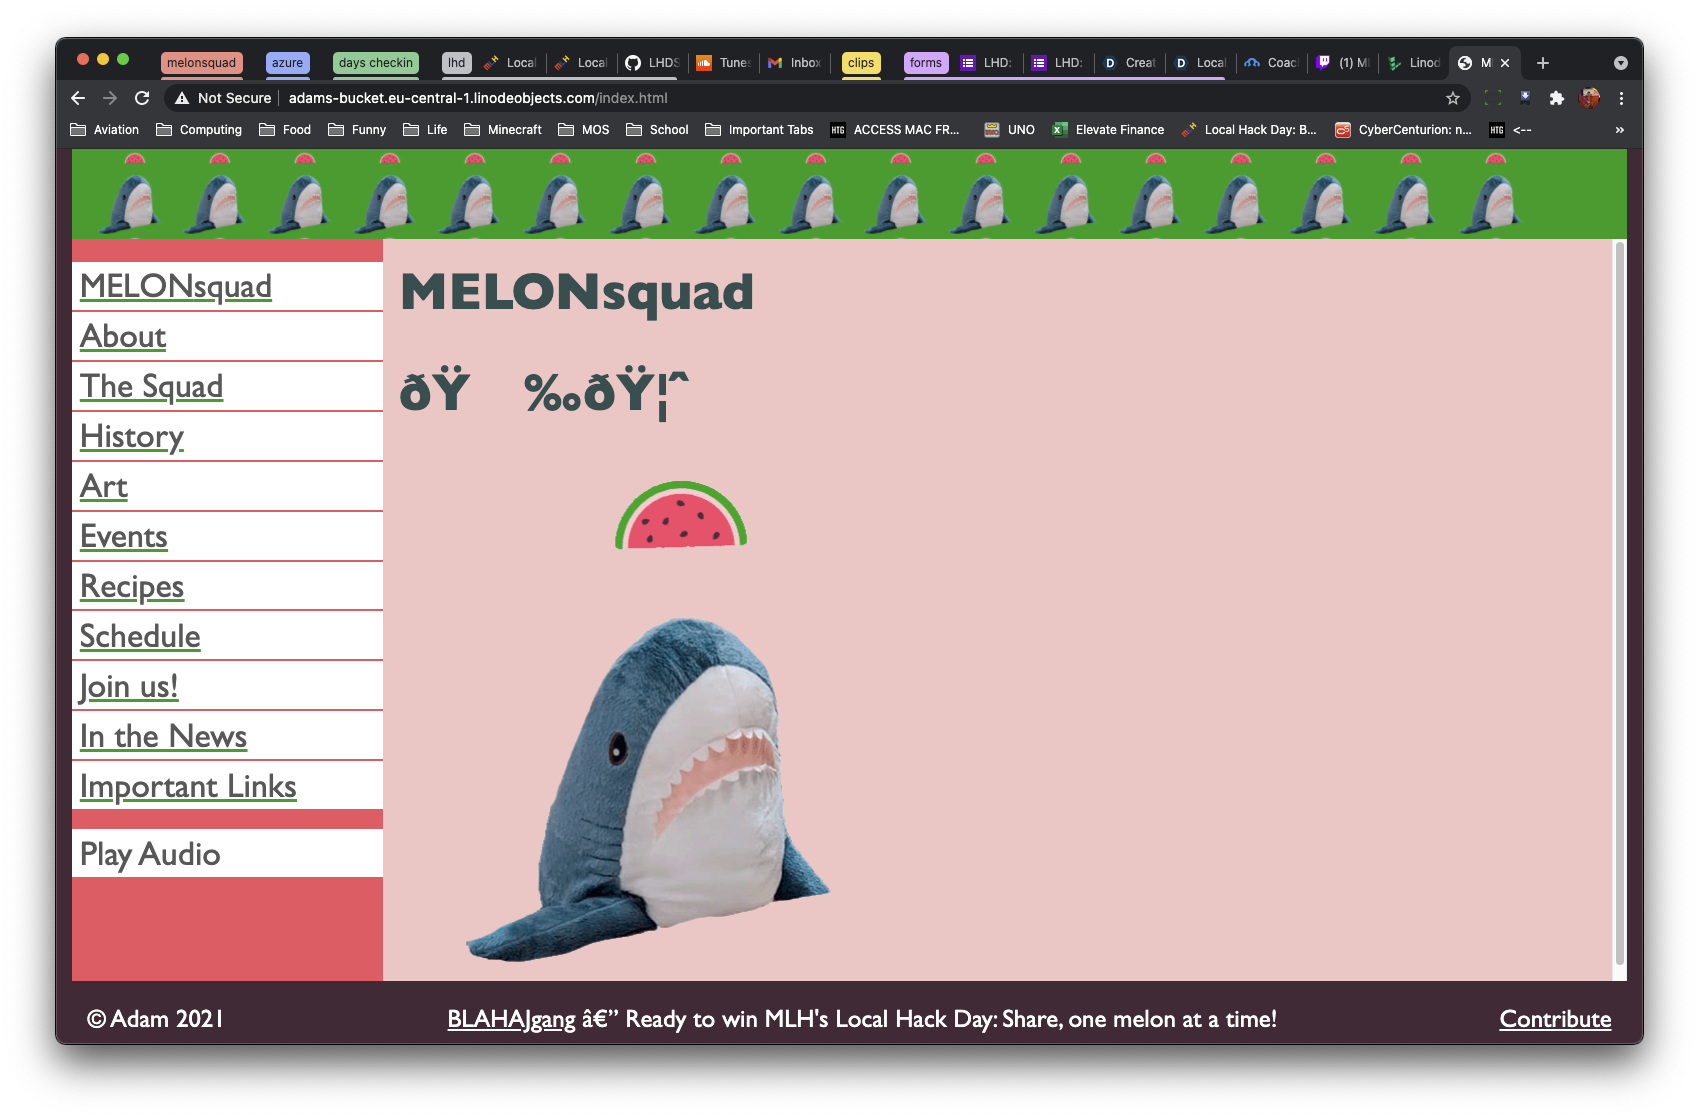 melonsquad azure days checkin lhd Local Local LHDS Tunes Inbox clips forms LHD: LHD: Creat Local Coac (1) M Linod M
Not Secure adams-bucket.eu-central-1.linodeobjects.com/index.html
Aviation Computing Food Funny Life Minecraft MOS School Important Tabs HTG ACCESS MAC FR... UNO Elevate Finance Local Hack Day: B... CyberCenturion: n... HTG <-- »
MELONsquad
About
The Squad
History
Art
Events
Recipes
Schedule
Join us!
In the News
Important Links
Play Audio
MELONsquad
ðŸ ‰ðŸ¦ˆ
© Adam 2021
BLAHAJgang â€” Ready to win MLH's Local Hack Day: Share, one melon at a time!
Contribute